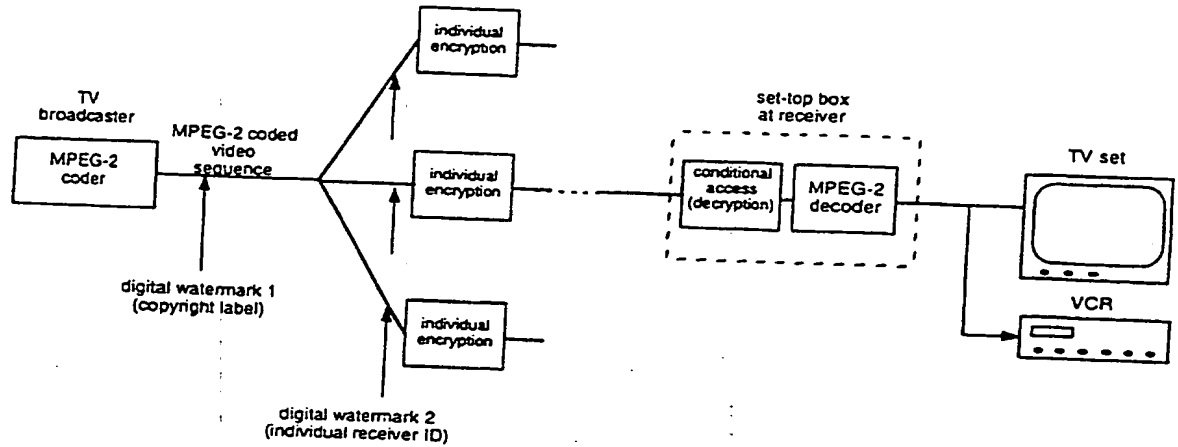 individual
encryption
TV
broadcaster
MPEG-2
coder
MPEG-2 coded
video
sequence
individual
encryption
set-top box
at receiver
conditional
access
(decryption)
MPEG-2
decoder
TV set
digital watermark 1
(copyright label)
individual
encryption
VCR
digital watermark 2
(individual receiver ID)